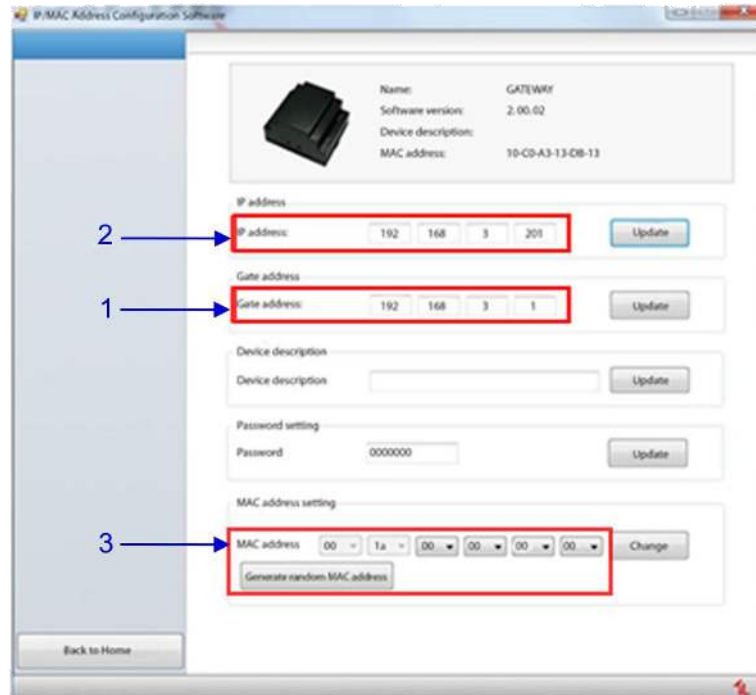 IP/MAC Address Configuration Software
Name: GATEWAY
Software version: 2.00.02
Device description:
MAC address: 10-C0-A3-13-DB-13
IP address
2
IP address: 192 168 3 201 Update
Gate address
1
Gate address: 192 168 3 1 Update
Device description
Device description Update
Password setting
Password 0000000 Update
MAC address setting
3
MAC address 00 1a 00 00 00 00 Change
Generate random MAC address
Back to Home